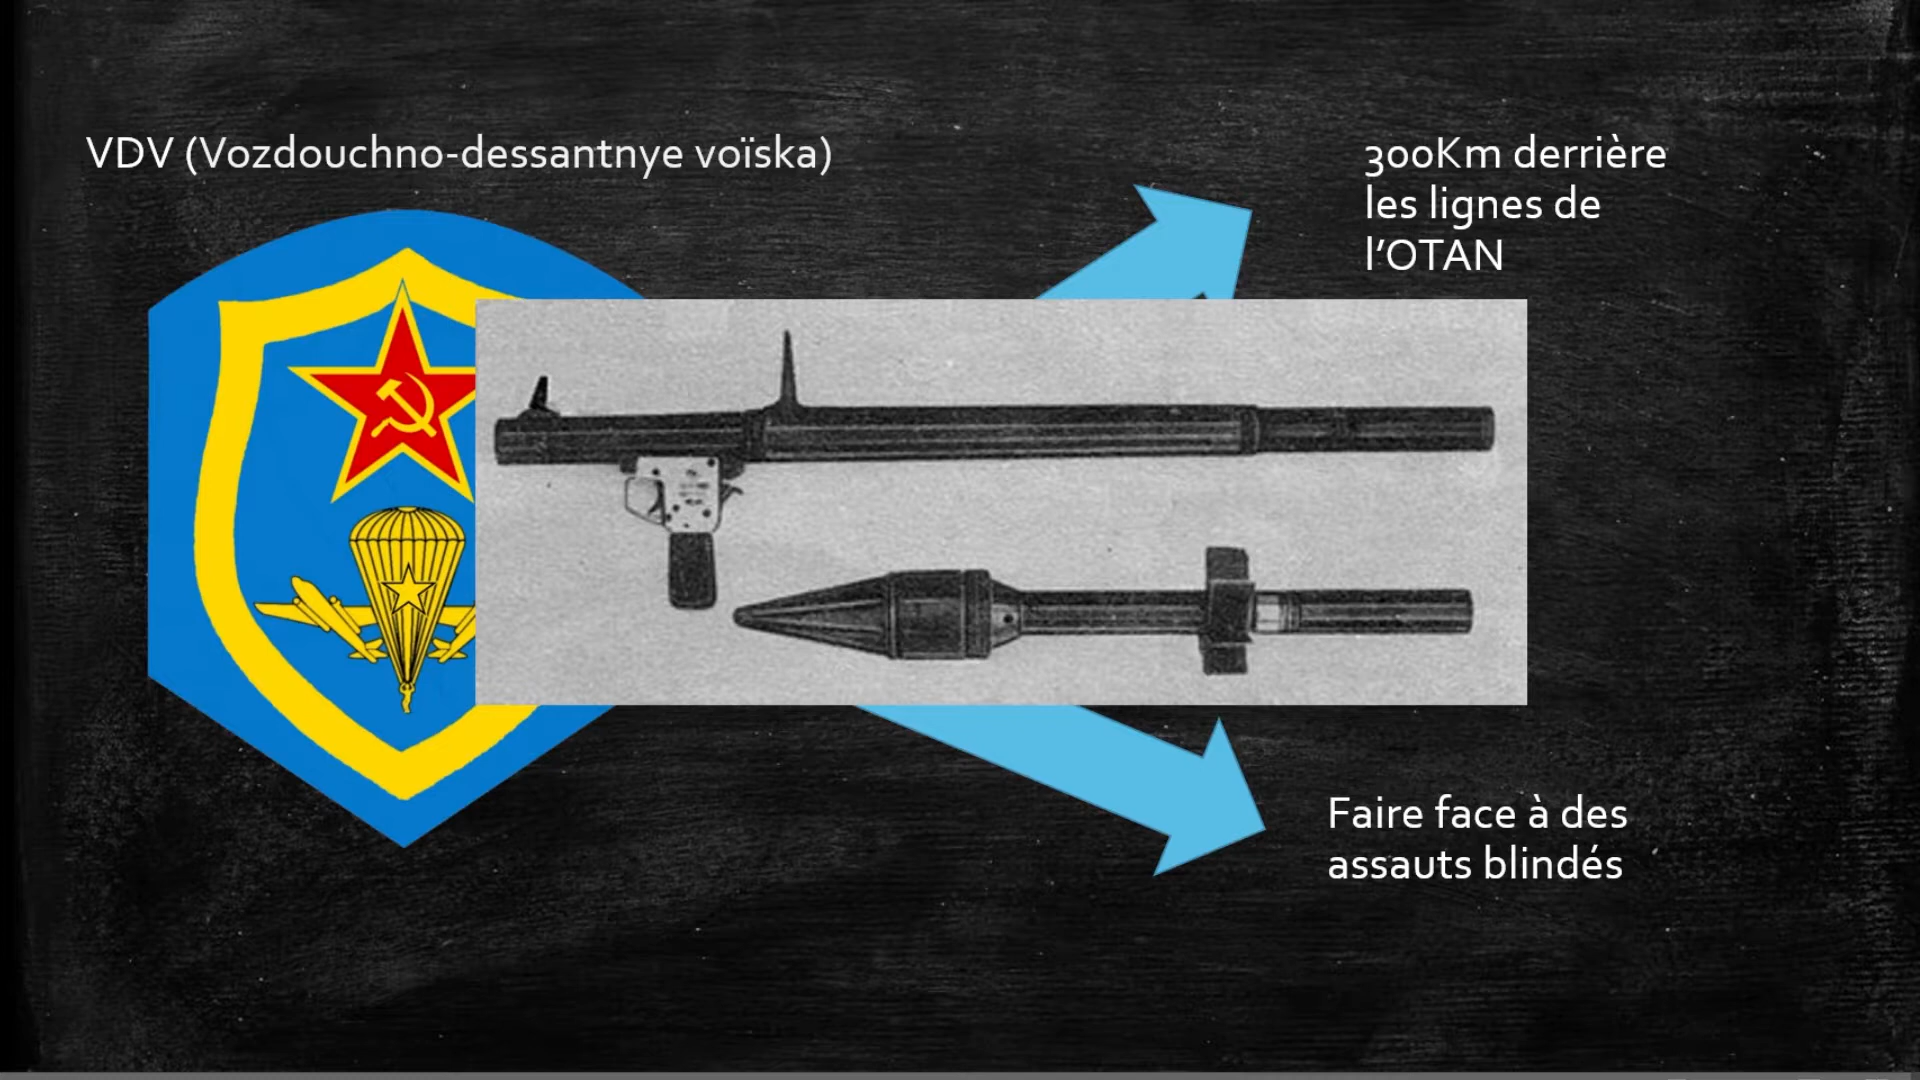 VDV (Vozdouchno-dessantnye voïska)
300Km derrière
les lignes de
l’OTAN
Faire face à des
assauts blindés